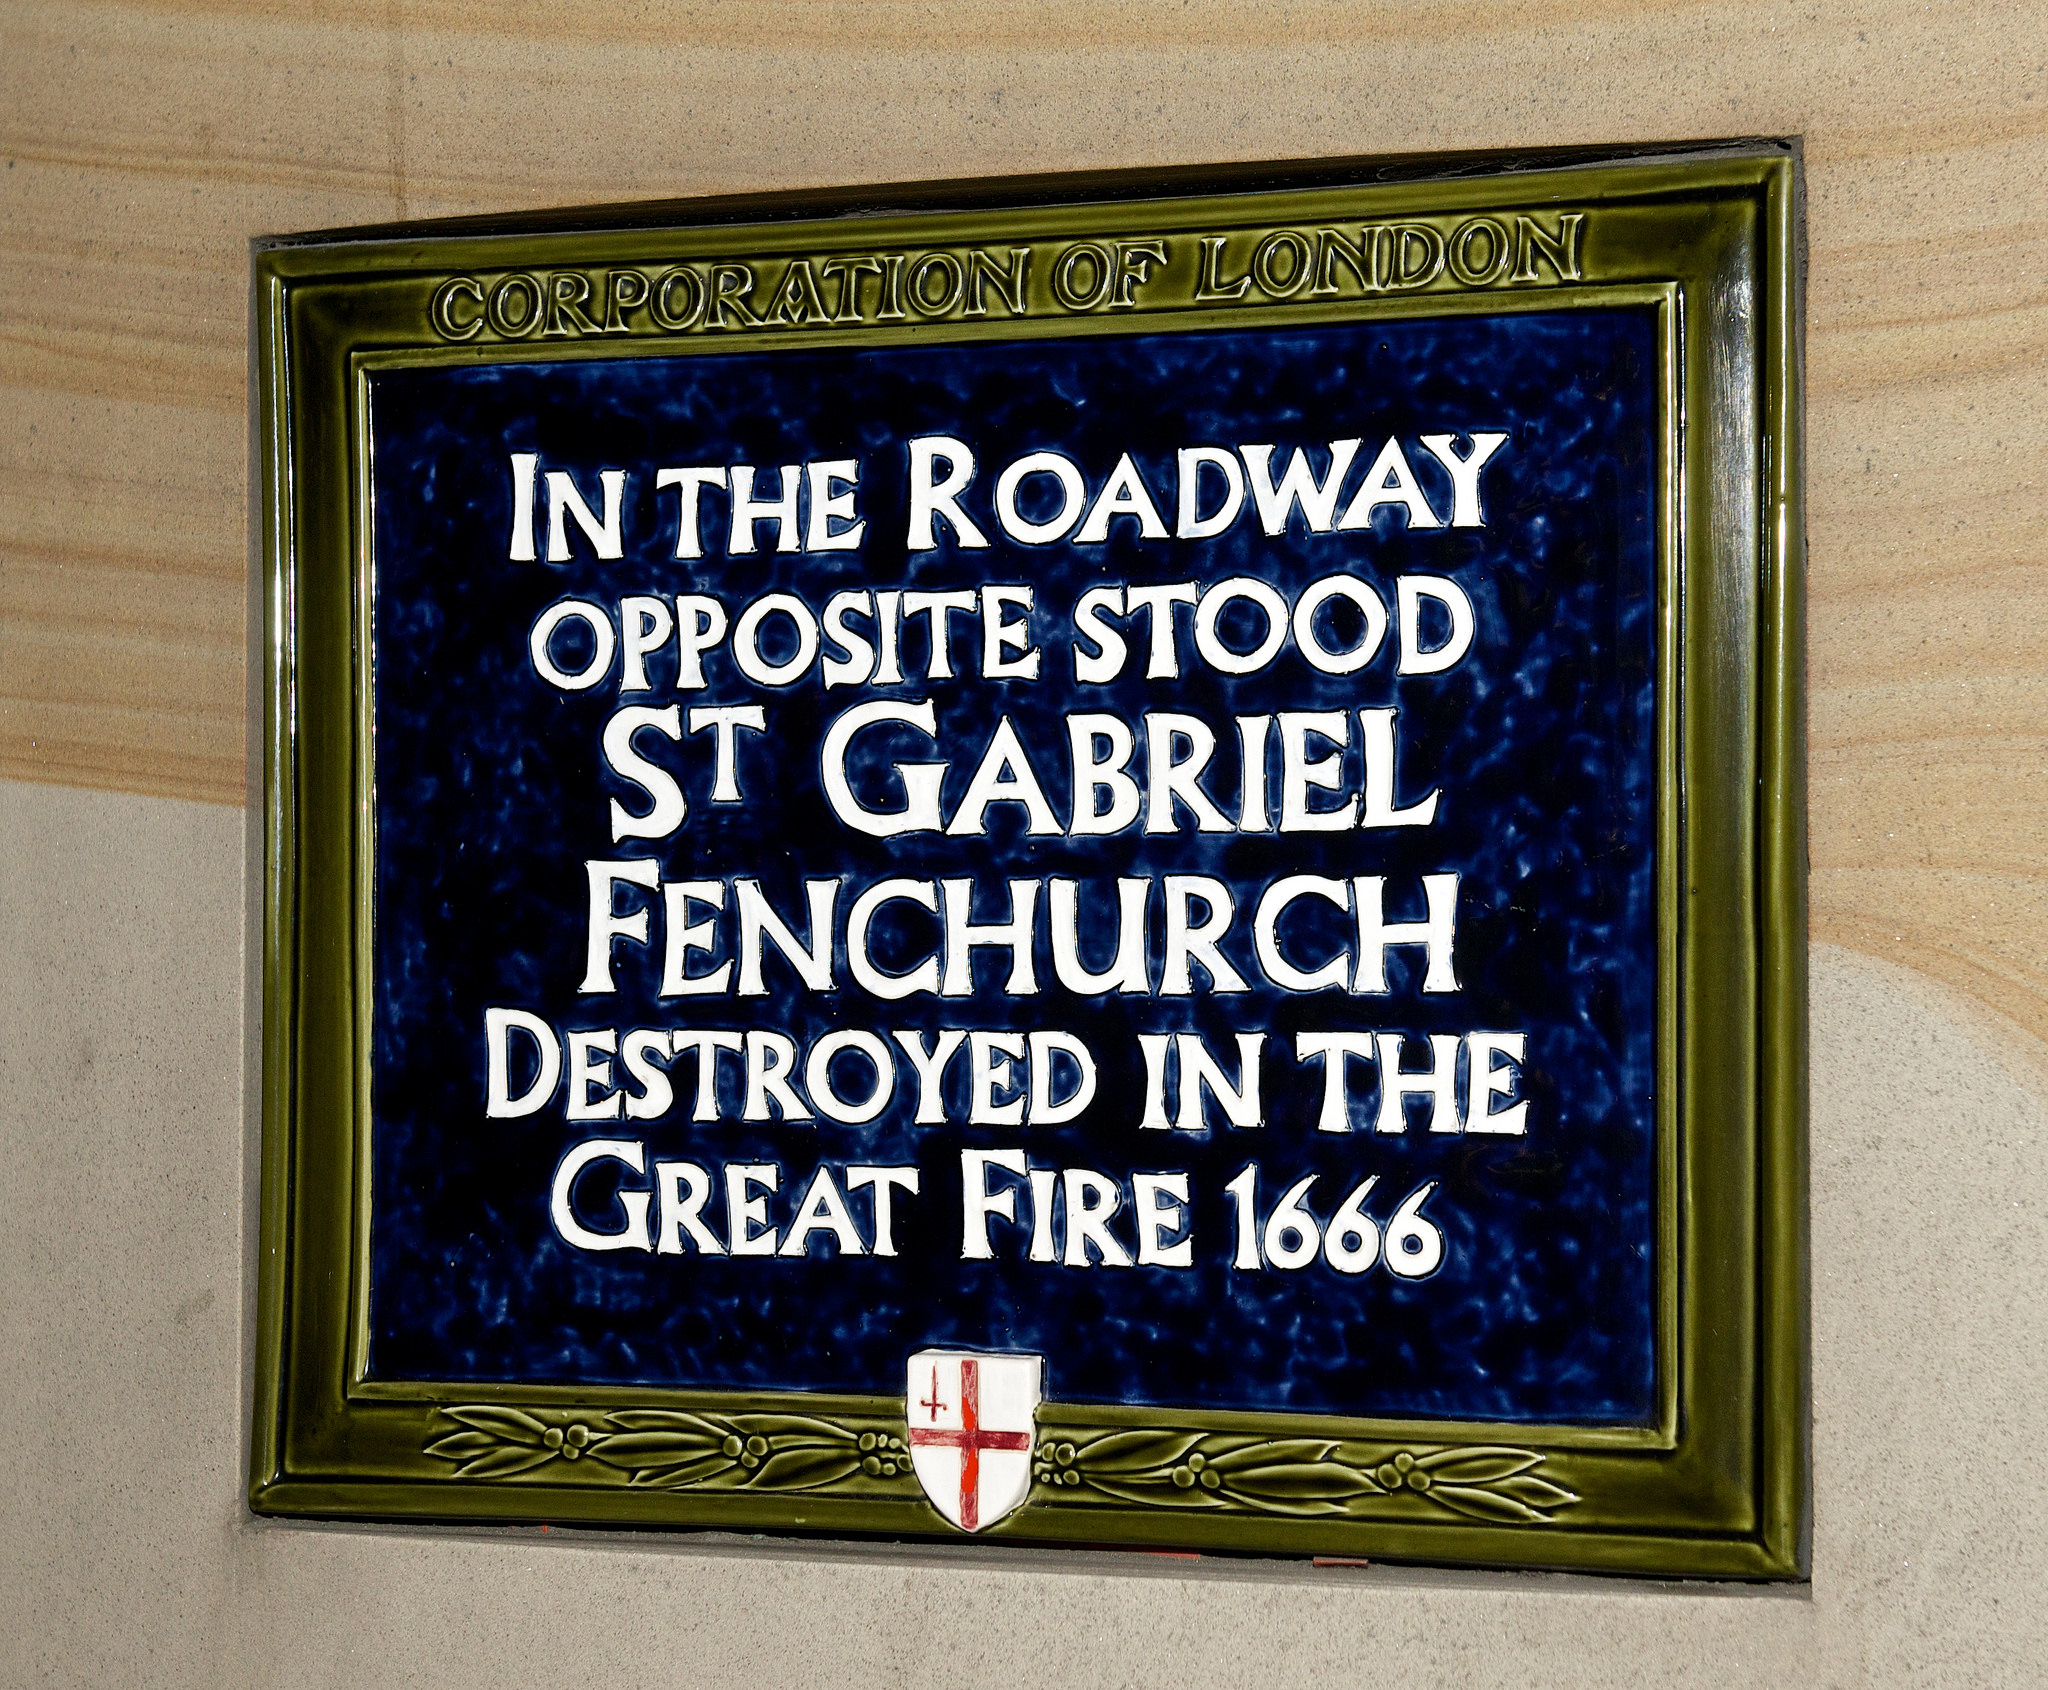 CORPORATION OF LONDON
IN THE ROADWAY
OPPOSITE STOOD
ST GABRIEL
FENCHURCH
DESTROYED IN THE
GREAT FIRE 1666